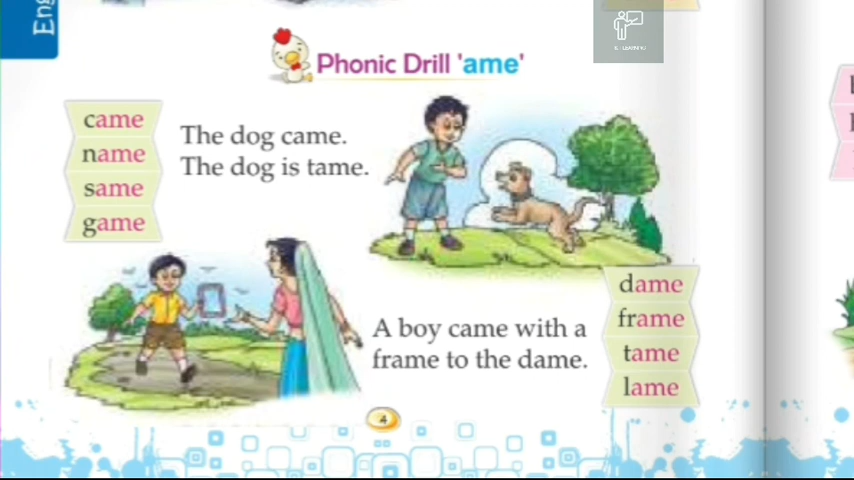 Eng
Phonic Drill 'ame'
came
name
same
game
The dog came.
The dog is tame.
A boy came with a
frame to the dame.
dame
frame
tame
lame
4